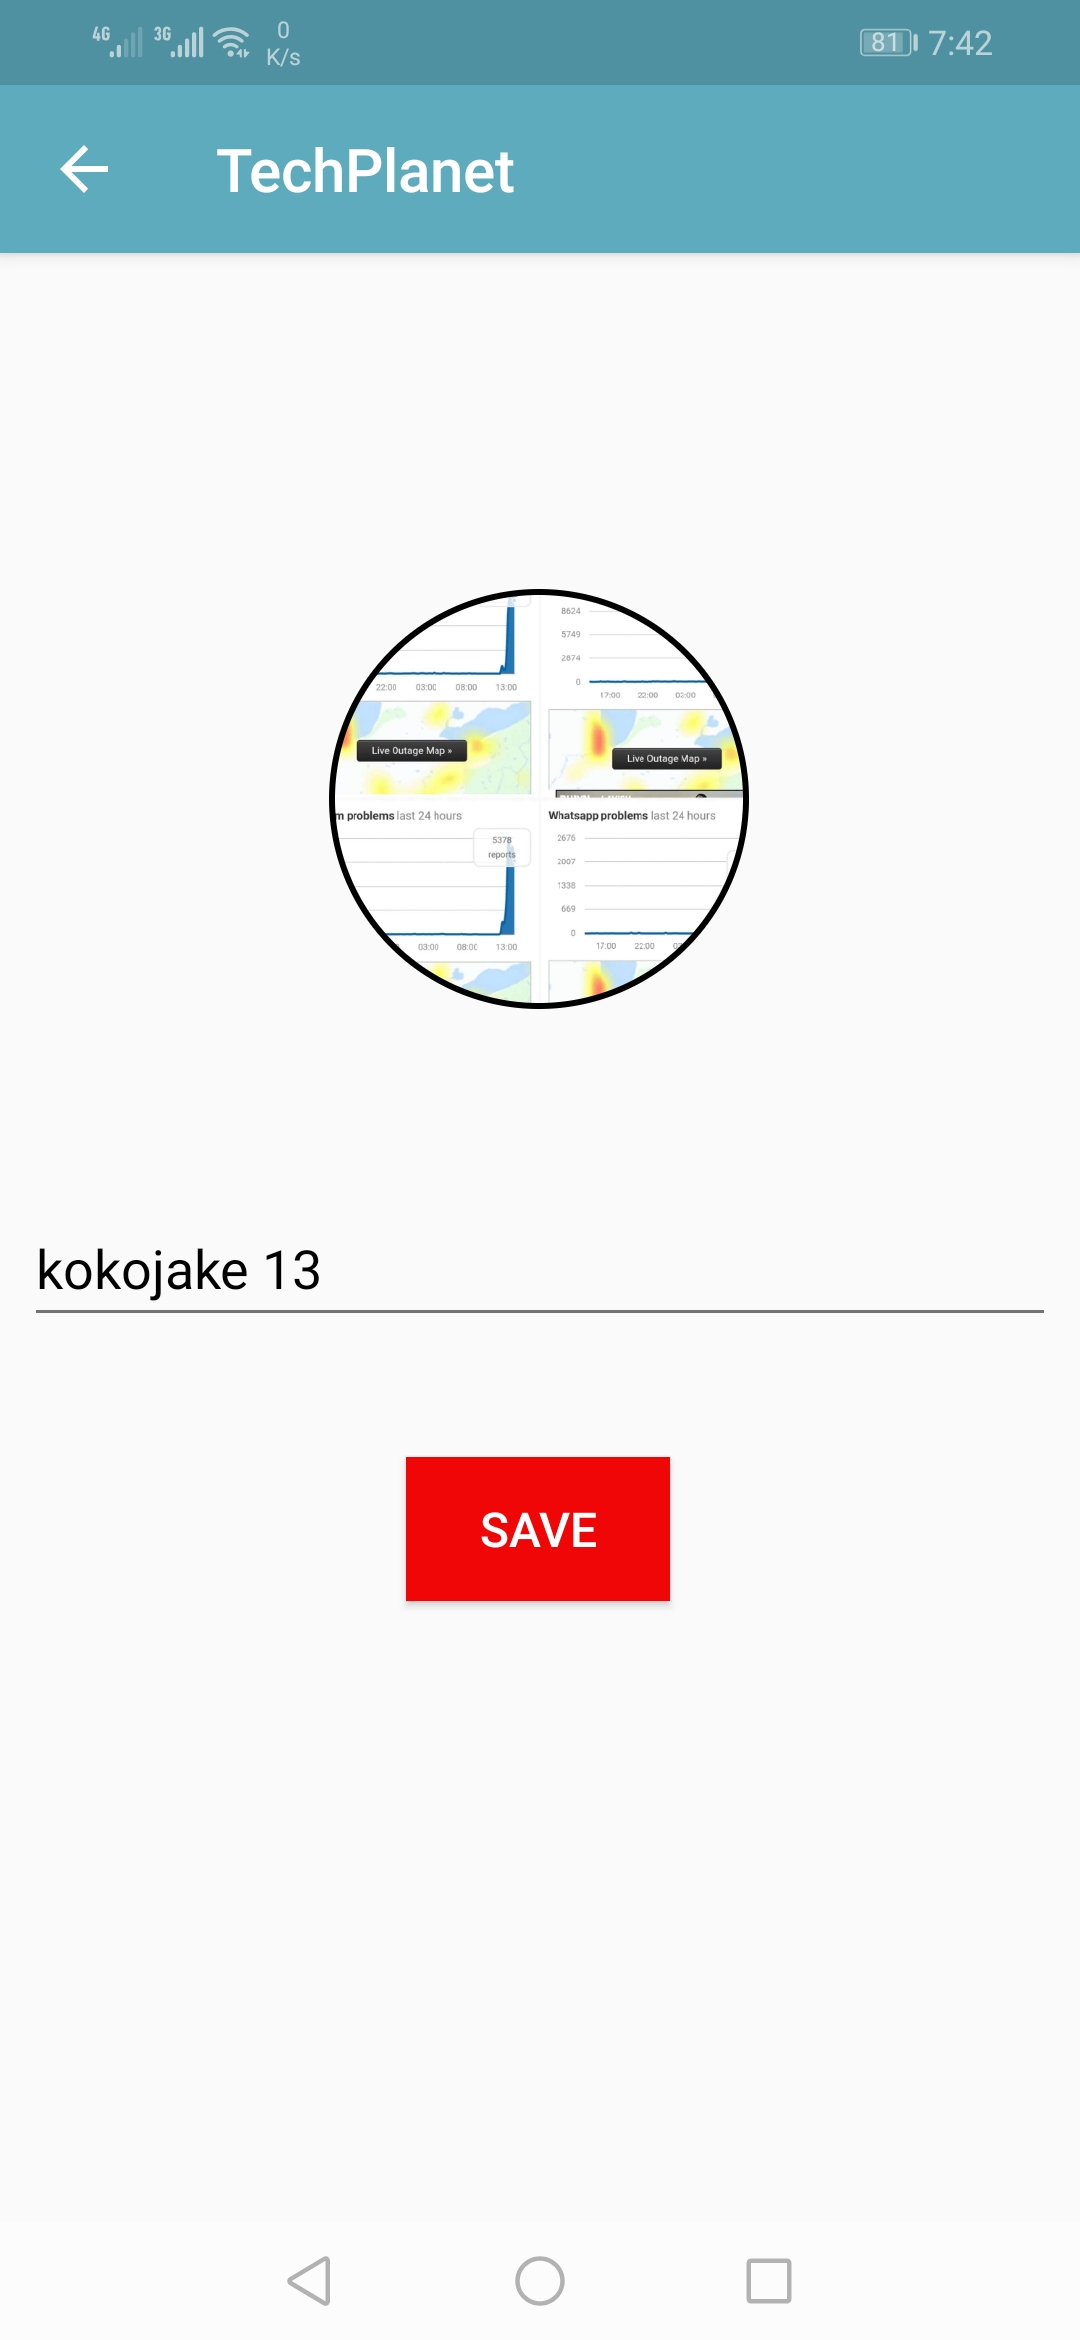 4G 3G 0 K/s 81 7:42
TechPlanet
8624
5749
2874
0
22:00 03:00 08:00 13:00
17:00 22:00 03:00
Live Outage Map »
Live Outage Map »
m problems last 24 hours
Whatsapp problems last 24 hours
5378
reports
2676
2007
1338
669
0
03:00 08:00 13:00
17:00 22:00
kokojake 13
SAVE